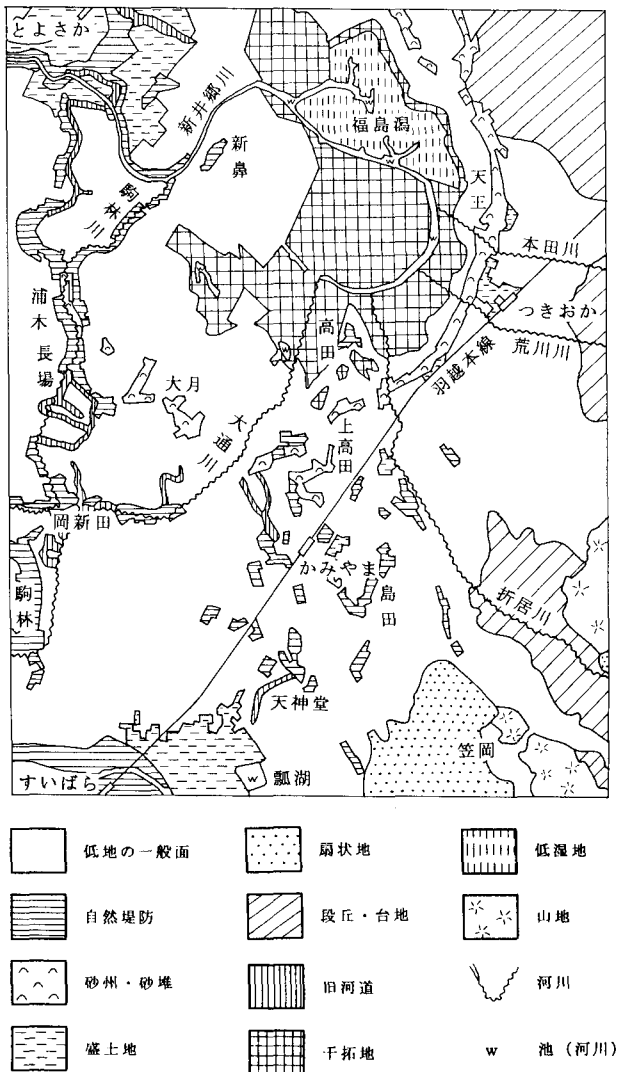 とよさか
新井郷川
福島潟
新鼻
w
駒林川
天王
w
本田川
つきおか
浦木
長場
高田
荒川川
羽越本線
w
大月
大通川
上高田
岡新田
かみやま
島田
駒林
折居川
天神堂
笠岡
すいばら
w 瓢湖
低地の一般面
扇状地
低湿地
自然堤防
段丘・台地
山地
砂州・砂堆
旧河道
河川
盛土地
干拓地
w 池(河川)